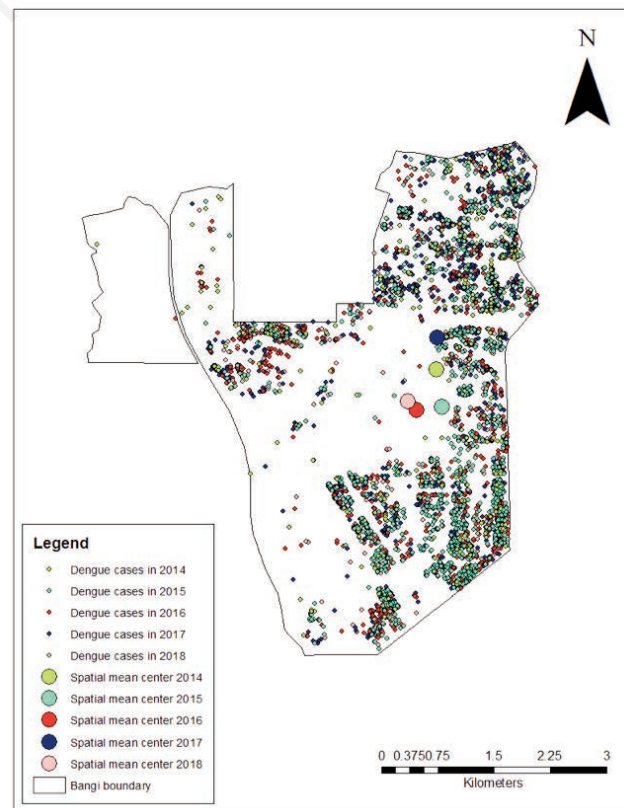 N
Legend
Dengue cases in 2014
Dengue cases in 2015
Dengue cases in 2016
Dengue cases in 2017
Dengue cases in 2018
Spatial mean center 2014
Spatial mean center 2015
Spatial mean center 2016
Spatial mean center 2017
Spatial mean center 2018
Bangi boundary
0 0.3750.75 1.5 2.25 3
Kilometers